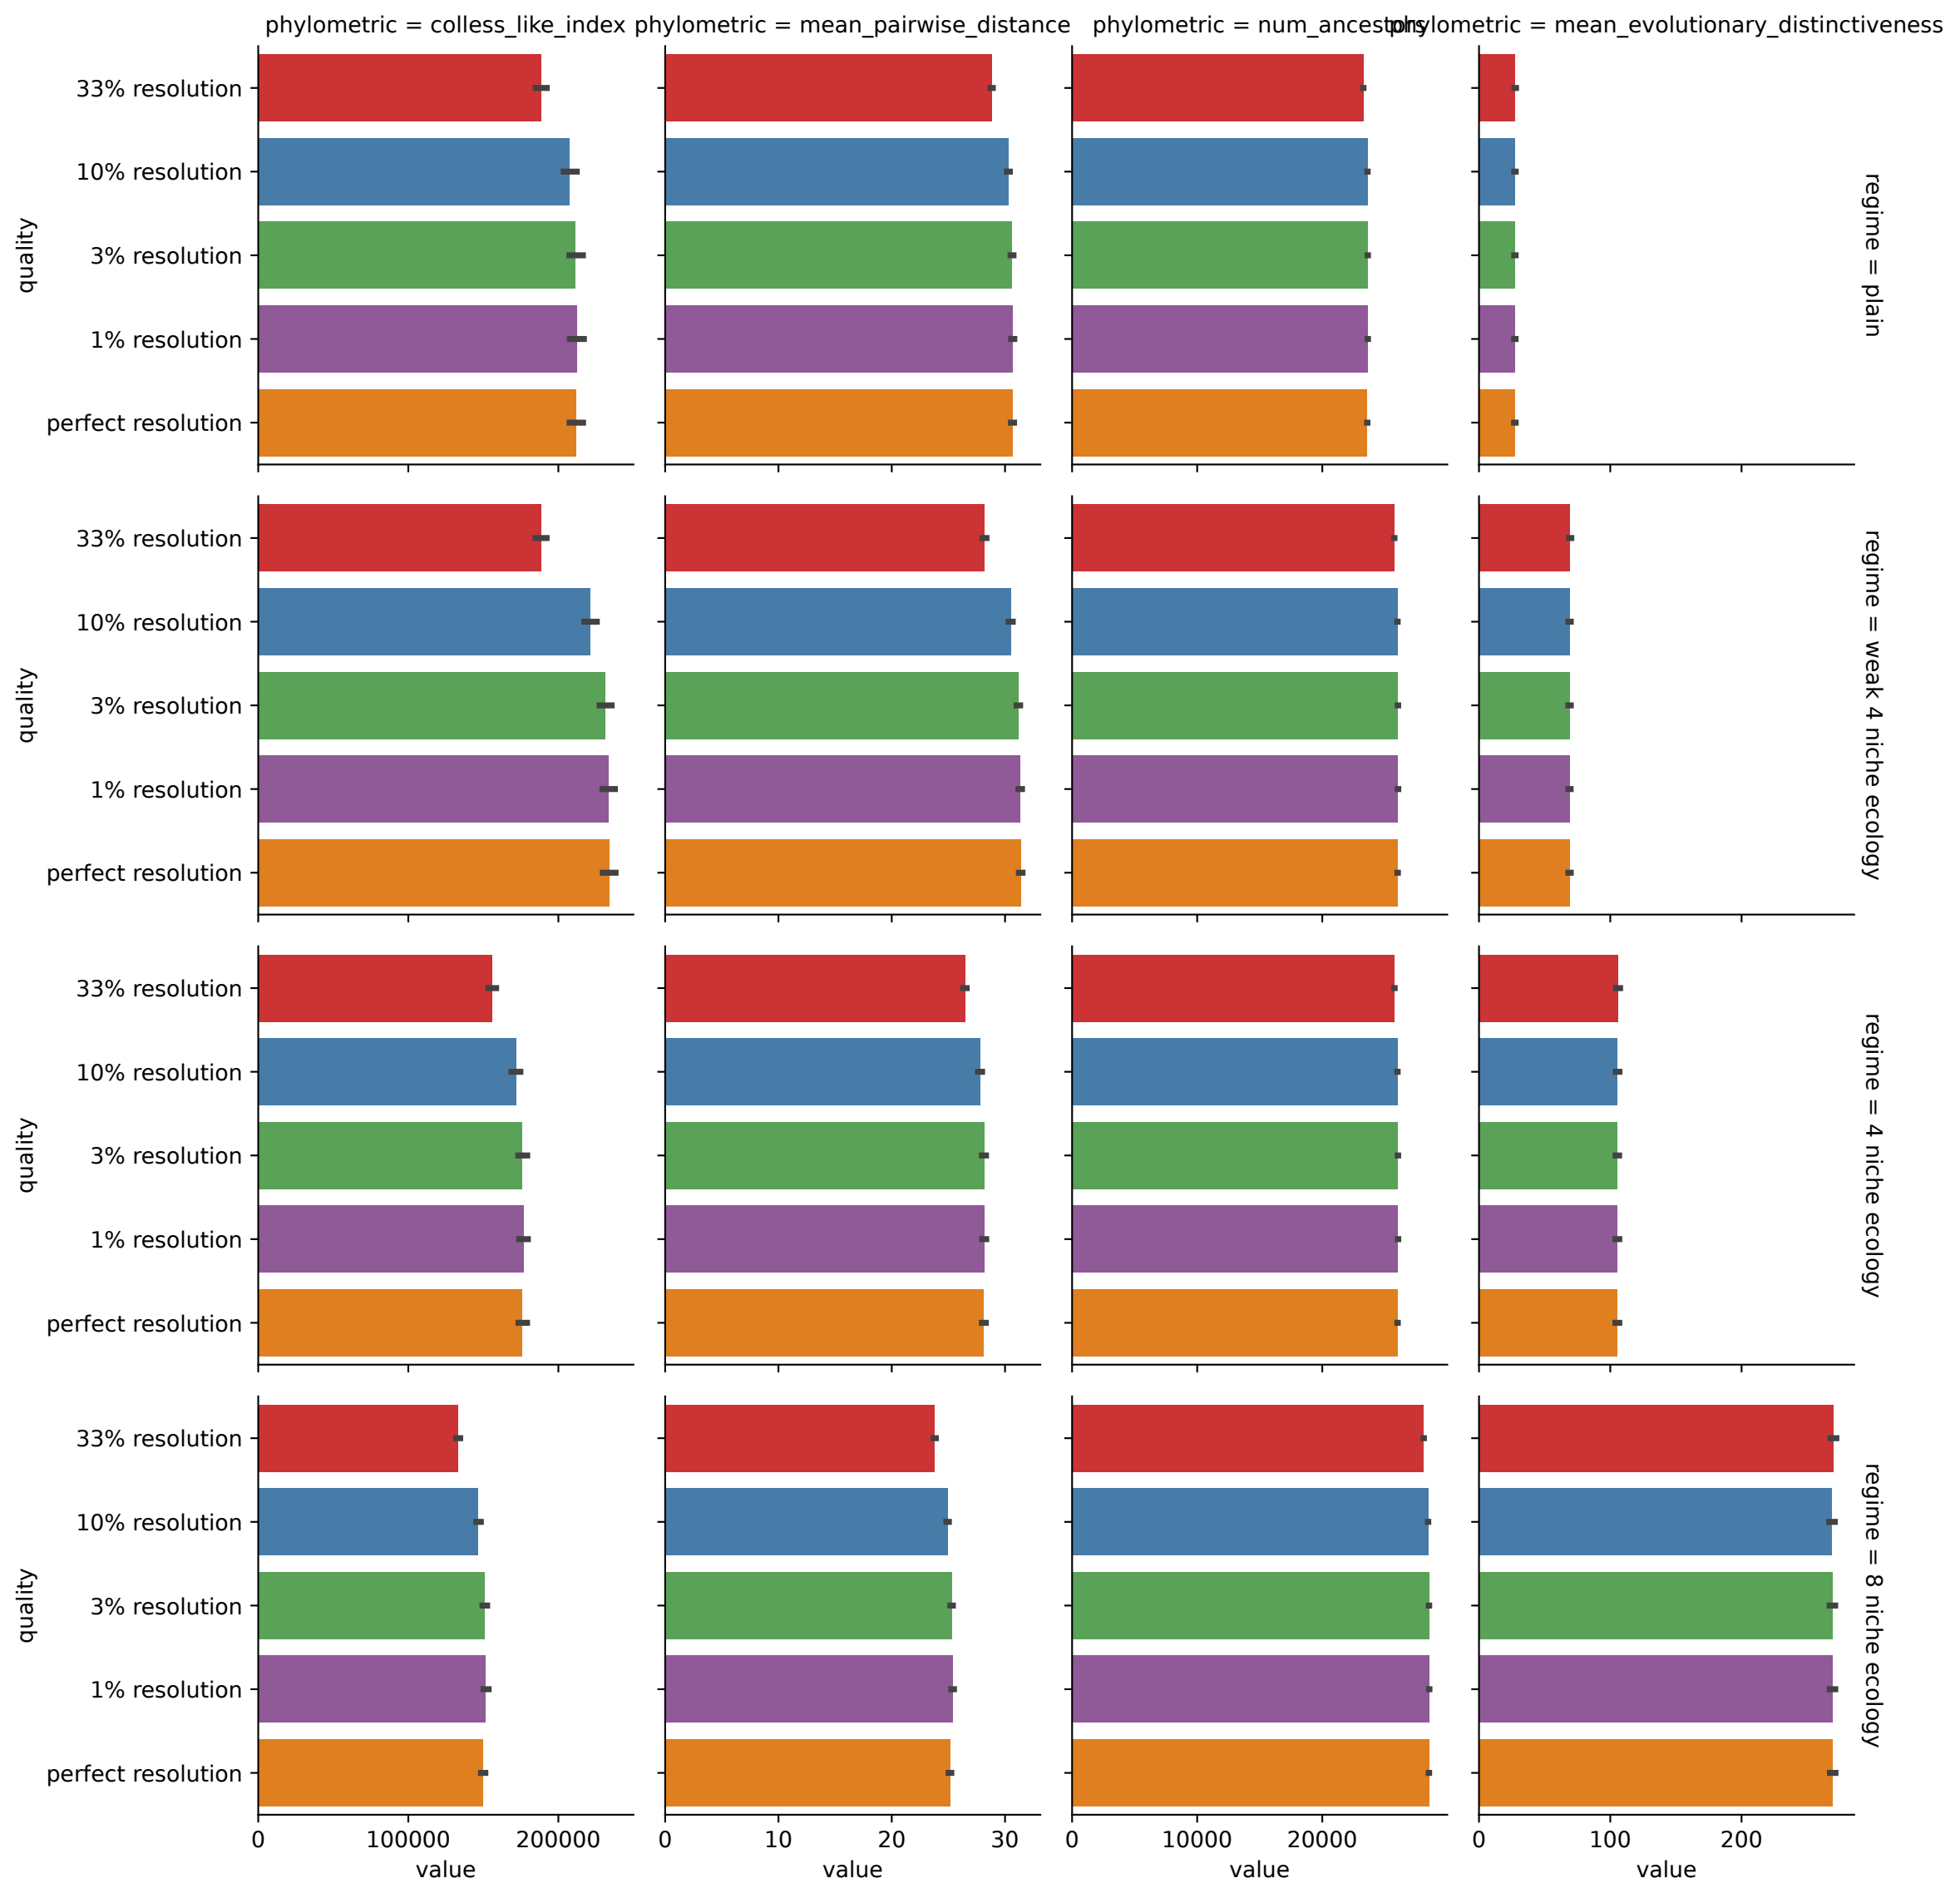 phylometric = colless_like_index
phylometric = mean_pairwise_distance
phylometric = num_ancestors
phylometric = mean_evolutionary_distinctiveness
quality
33% resolution
10% resolution
3% resolution
1% resolution
perfect resolution
regime = plain
quality
33% resolution
10% resolution
3% resolution
1% resolution
perfect resolution
regime = weak 4 niche ecology
quality
33% resolution
10% resolution
3% resolution
1% resolution
perfect resolution
regime = 4 niche ecology
quality
33% resolution
10% resolution
3% resolution
1% resolution
perfect resolution
regime = 8 niche ecology
0 100000 200000
0 10 20 30
0 10000 20000
0 100 200
value
value
value
value